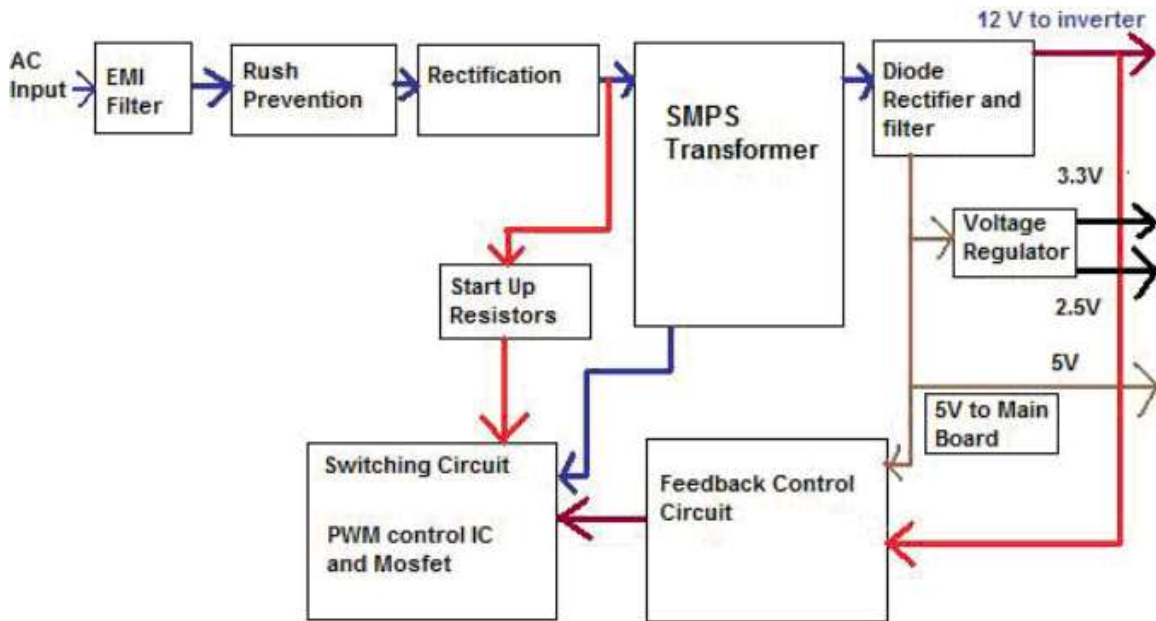 12 V to inverter
AC
Input
EMI
Filter
Rush
Prevention
Rectification
SMPS
Transformer
Diode
Rectifier and
filter
3.3V
Voltage
Regulator
2.5V
Start Up
Resistors
5V
5V to Main
Board
Switching Circuit
PWM control IC
and Mosfet
Feedback Control
Circuit